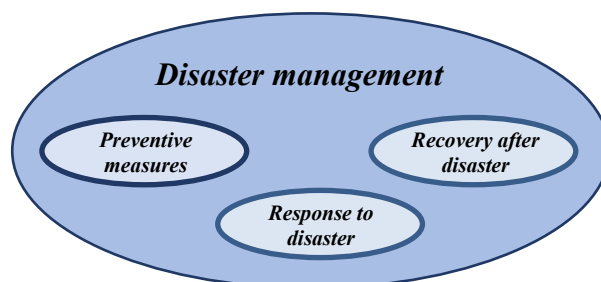 Disaster management
Preventive
measures
Recovery after
disaster
Response to
disaster